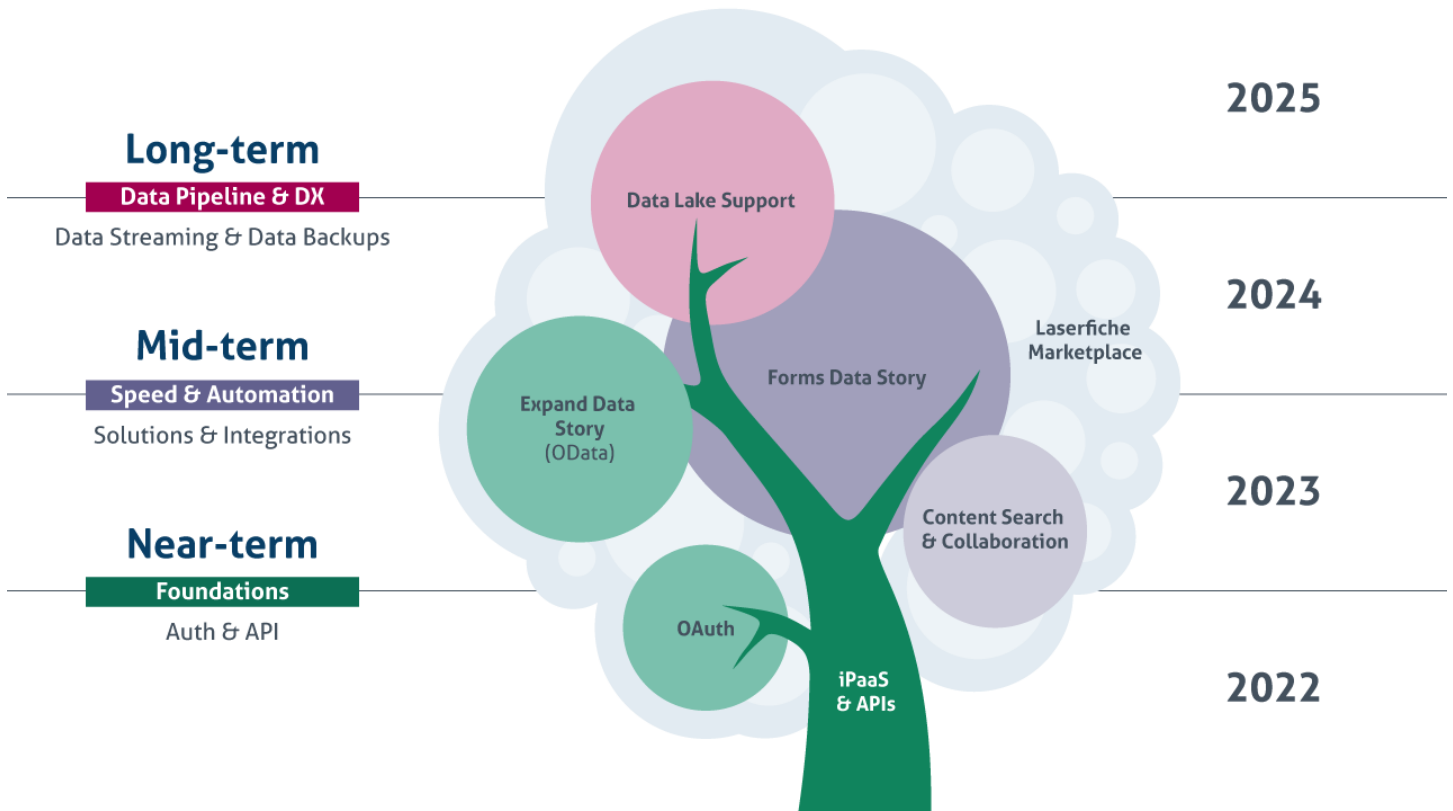 Long-term
Data Pipeline & DX
Data Streaming & Data Backups
Mid-term
Speed & Automation
Solutions & Integrations
Near-term
Foundations
Auth & API
Data Lake Support
Forms Data Story
Expand Data
Story
(OData)
Laserfiche
Marketplace
Content Search
& Collaboration
OAuth
iPaaS
& APIs
2025
2024
2023
2022